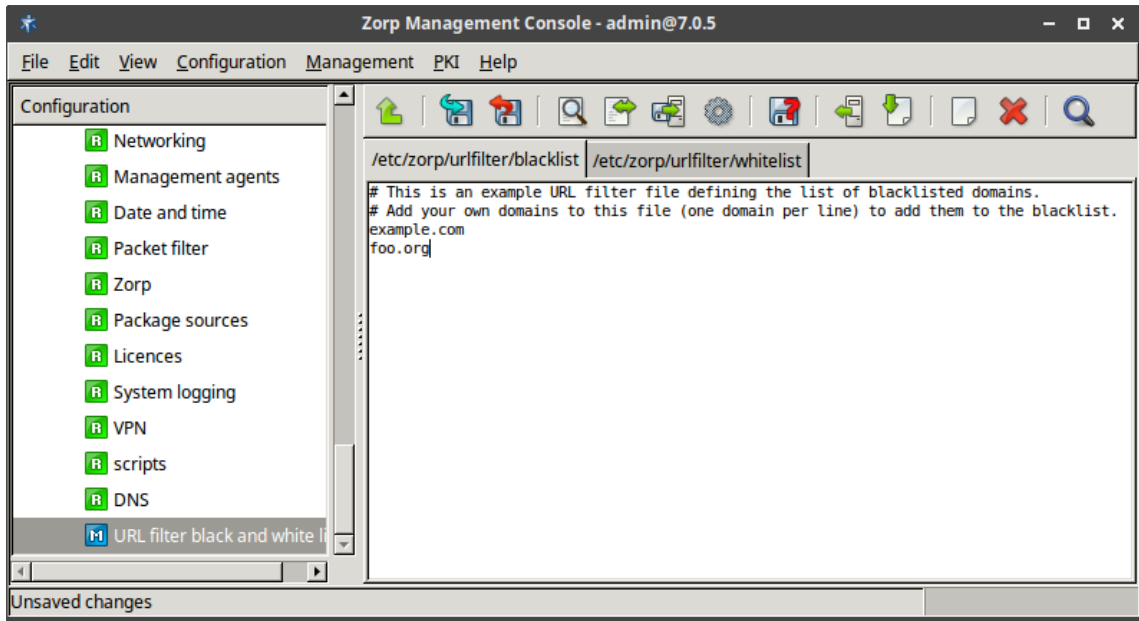 Zorp Management Console - admin@7.0.5
File Edit View Configuration Management PKI Help
Configuration
R Networking
R Management agents
R Date and time
R Packet filter
R Zorp
R Package sources
R Licences
R System logging
R VPN
R scripts
R DNS
M URL filter black and white li
/etc/zorp/urlfilter/blacklist /etc/zorp/urlfilter/whitelist
# This is an example URL filter file defining the list of blacklisted domains.
# Add your own domains to this file (one domain per line) to add them to the blacklist.
example.com
foo.org
Unsaved changes